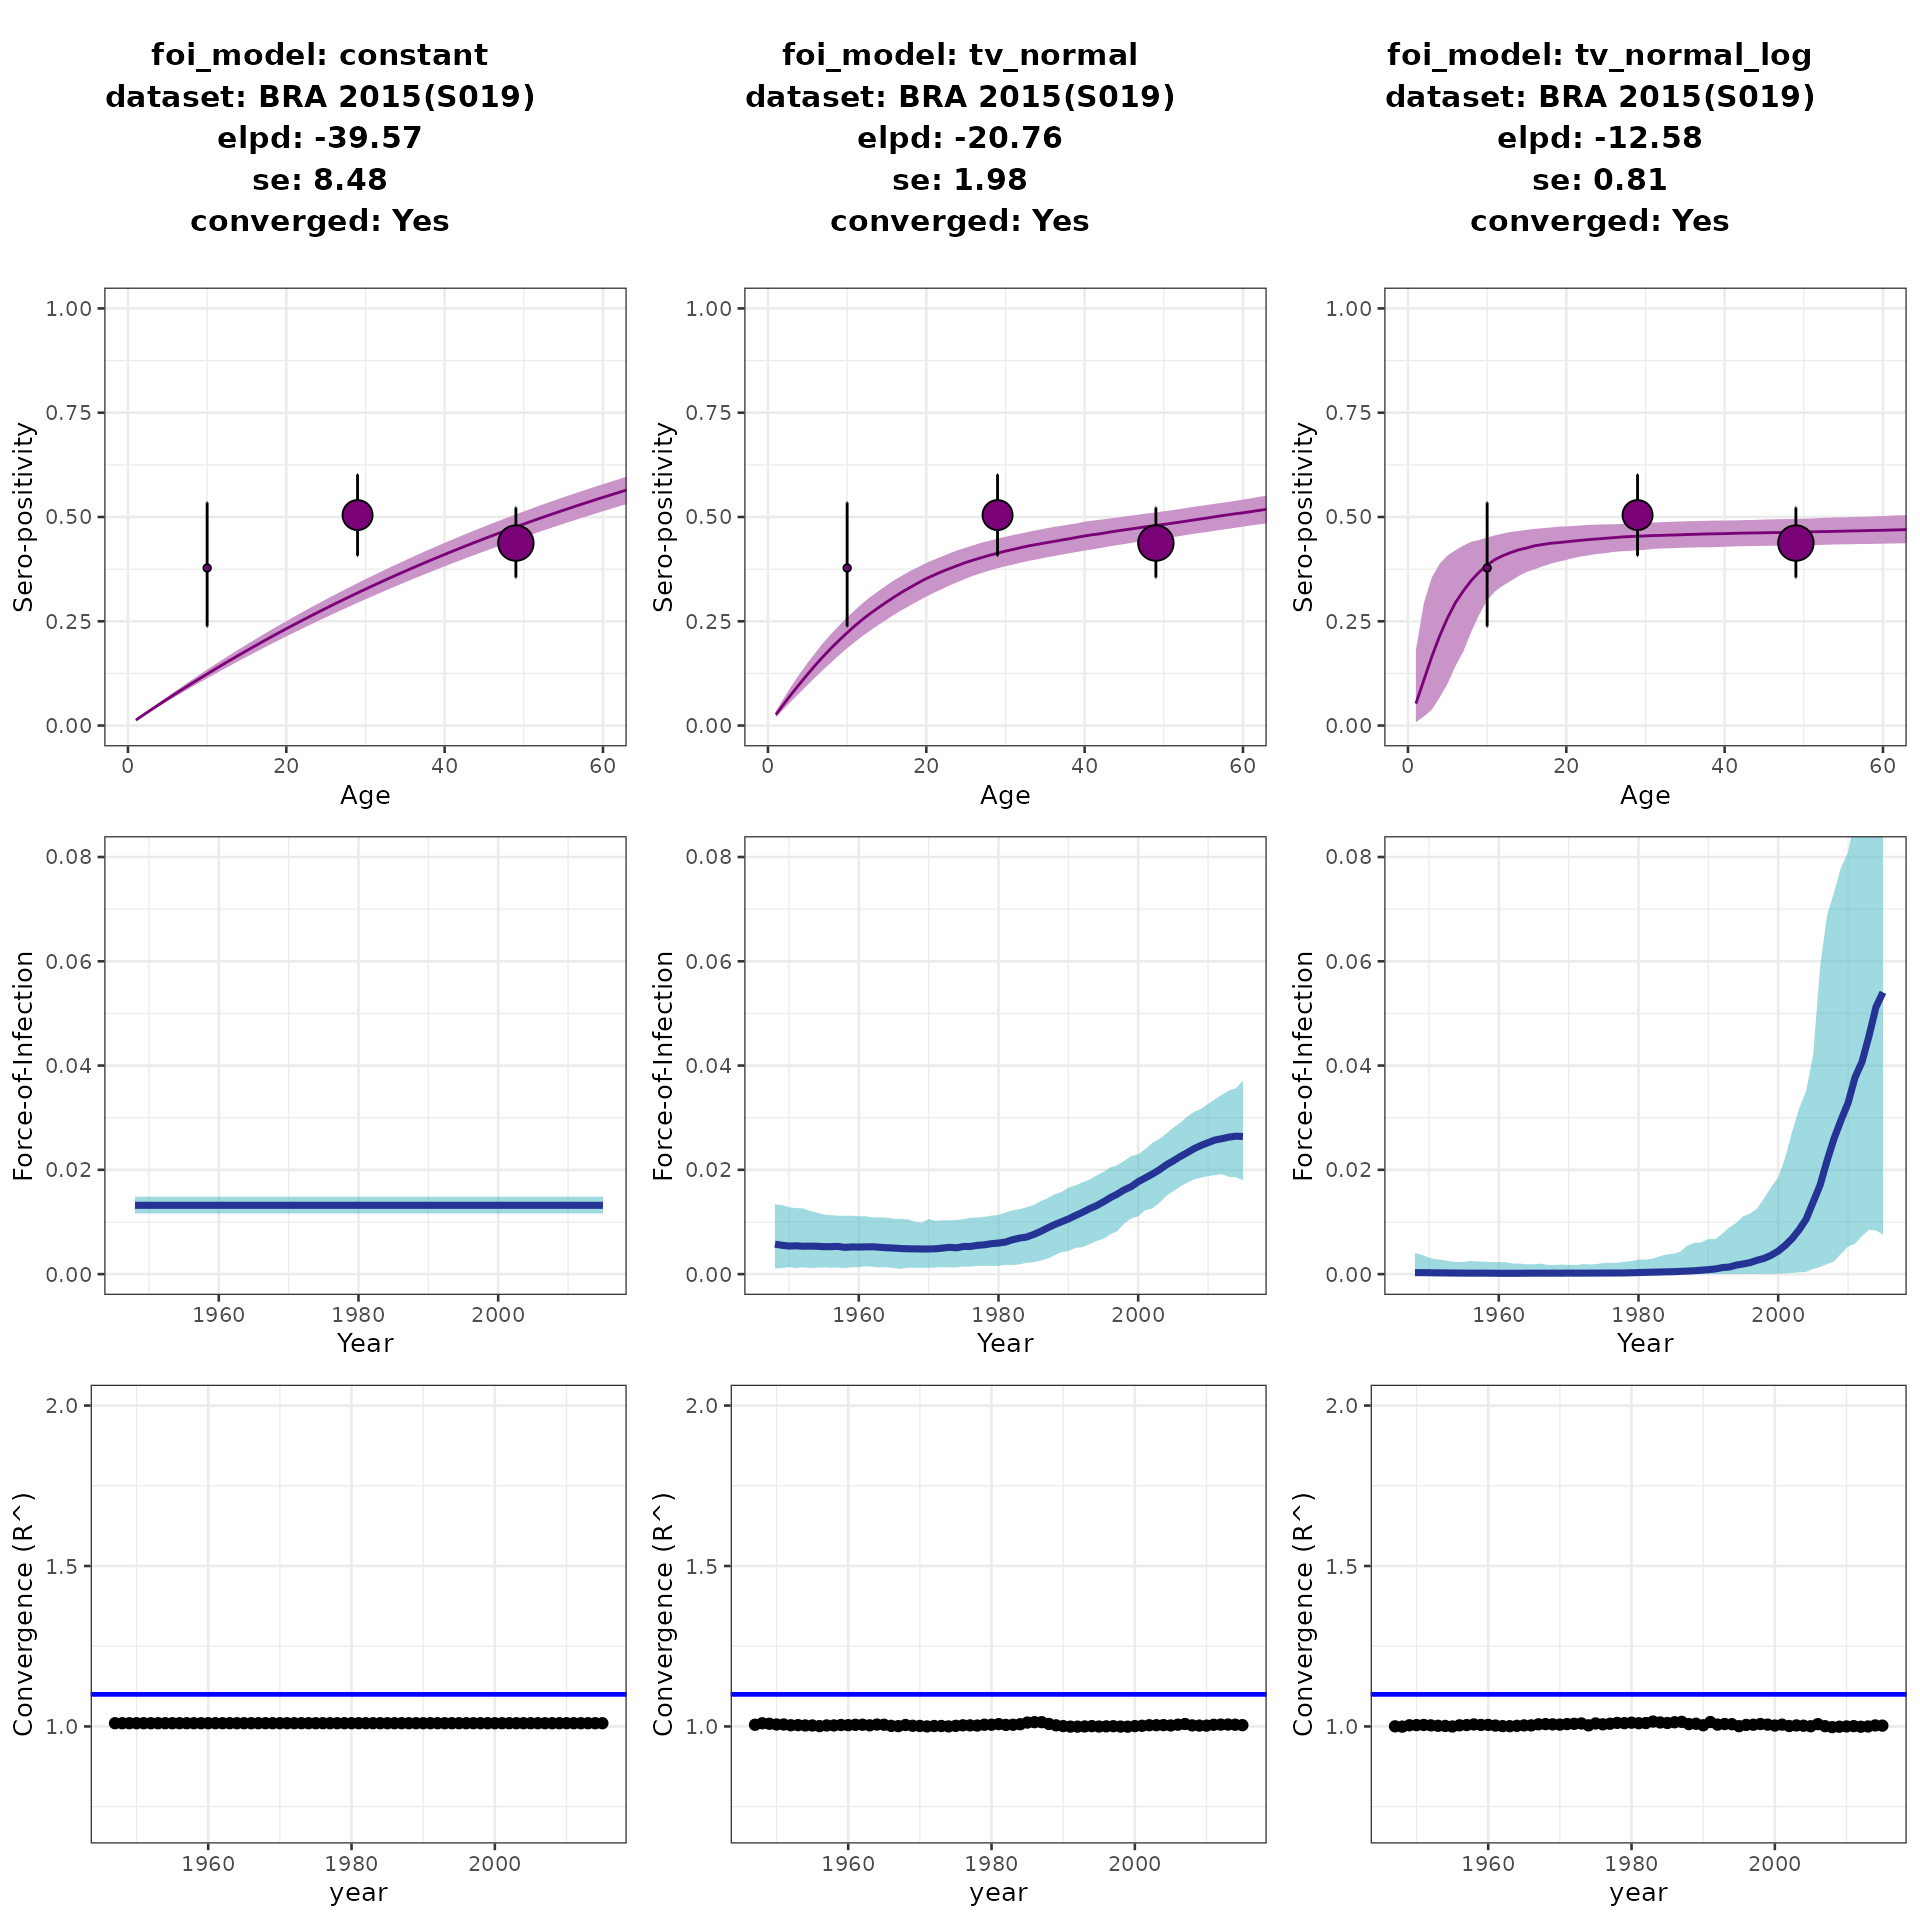 foi_model: constant
dataset: BRA 2015(S019)
elpd: -39.57
se: 8.48
converged: Yes
foi_model: tv_normal
dataset: BRA 2015(S019)
elpd: -20.76
se: 1.98
converged: Yes
foi_model: tv_normal_log
dataset: BRA 2015(S019)
elpd: -12.58
se: 0.81
converged: Yes
Sero-positivity
1.00
0.75
0.50
0.25
0.00
0 20 40 60
Age
Sero-positivity
1.00
0.75
0.50
0.25
0.00
0 20 40 60
Age
Sero-positivity
1.00
0.75
0.50
0.25
0.00
0 20 40 60
Age
Force-of-Infection
0.08
0.06
0.04
0.02
0.00
1960 1980 2000
Year
Force-of-Infection
0.08
0.06
0.04
0.02
0.00
1960 1980 2000
Year
Force-of-Infection
0.08
0.06
0.04
0.02
0.00
1960 1980 2000
Year
Convergence (R^)
2.0
1.5
1.0
1960 1980 2000
year
Convergence (R^)
2.0
1.5
1.0
1960 1980 2000
year
Convergence (R^)
2.0
1.5
1.0
1960 1980 2000
year